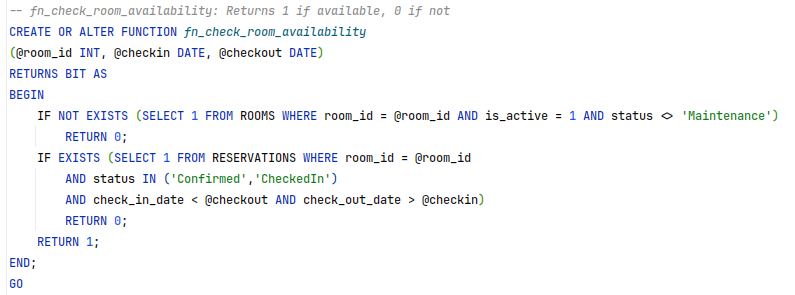 -- fn_check_room_availability: Returns 1 if available, 0 if not
CREATE OR ALTER FUNCTION fn_check_room_availability
(@room_id INT, @checkin DATE, @checkout DATE)
RETURNS BIT AS
BEGIN
    IF NOT EXISTS (SELECT 1 FROM ROOMS WHERE room_id = @room_id AND is_active = 1 AND status <> 'Maintenance')
        RETURN 0;
    IF EXISTS (SELECT 1 FROM RESERVATIONS WHERE room_id = @room_id
        AND status IN ('Confirmed','CheckedIn')
        AND check_in_date < @checkout AND check_out_date > @checkin)
        RETURN 0;
    RETURN 1;
END;
GO